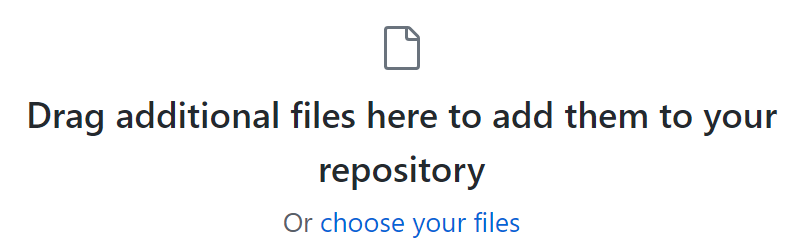 Drag additional files here to add them to your
repository
Or choose your files